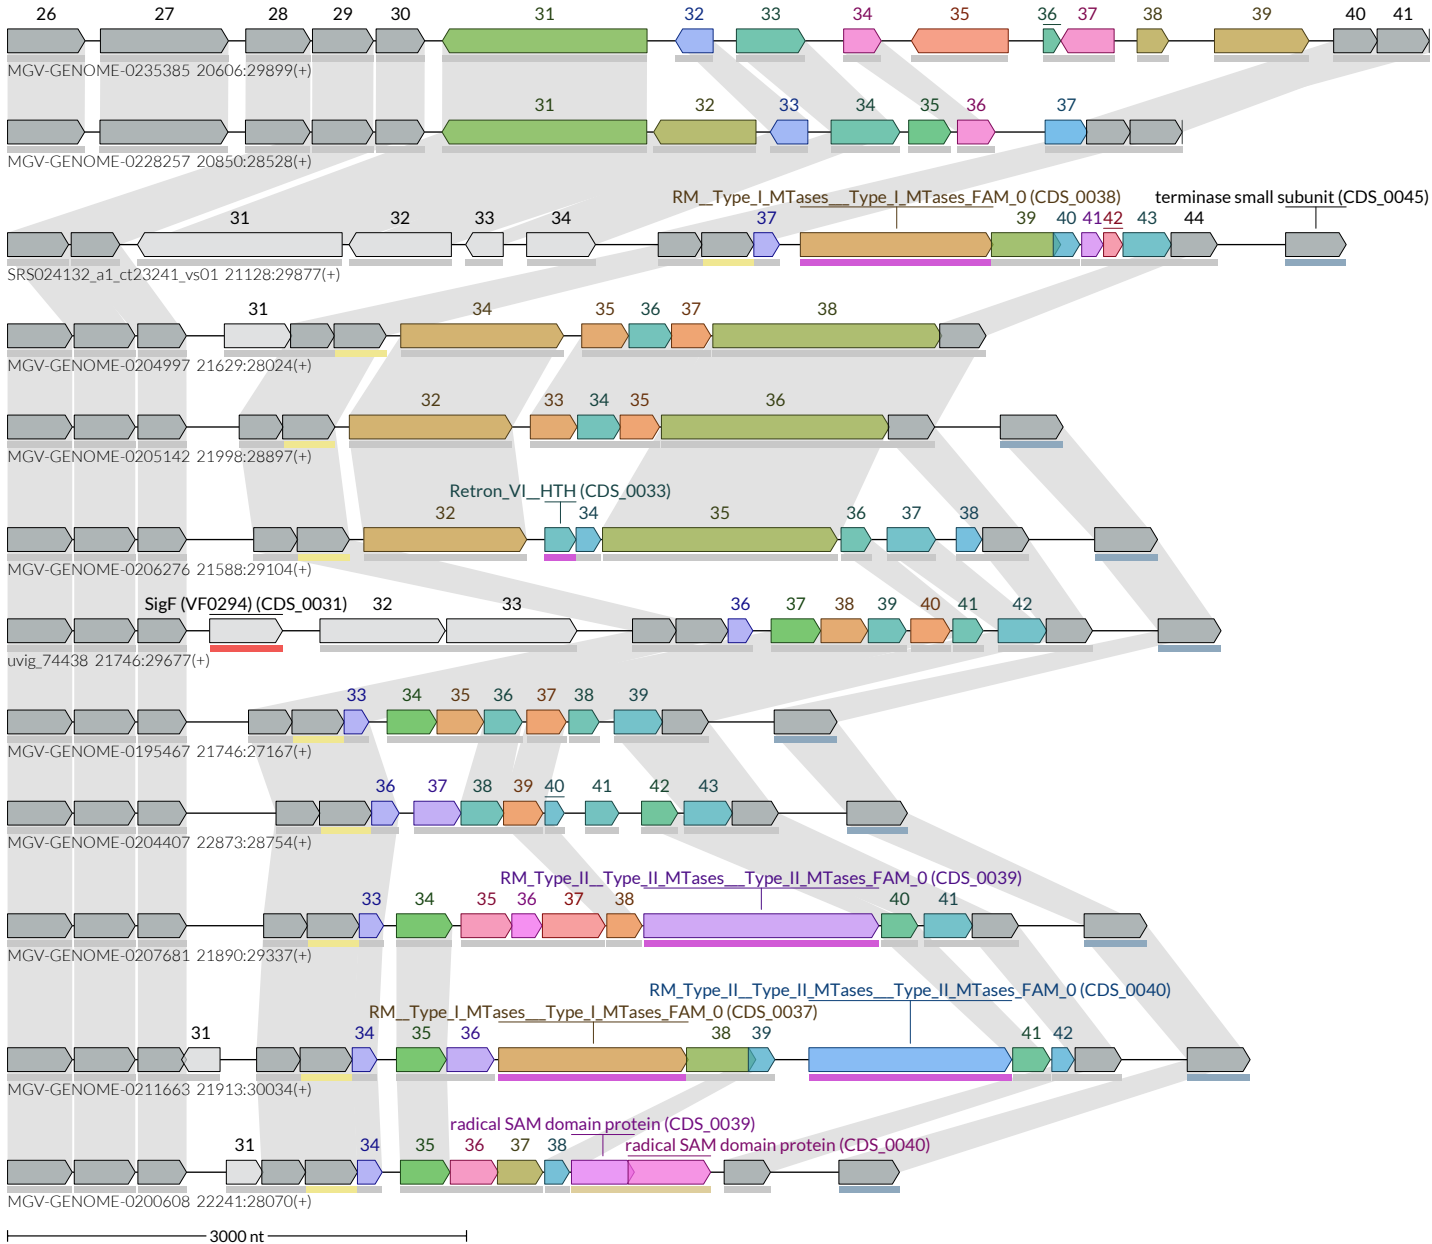 26 27 28 29 30 31 32 33 34 35 36 37 38 39 40 41
MGV-GENOME-0235385 20606:29899(+)
31 32 33 34 35 36 37
MGV-GENOME-0228257 20850:28528(+)
RM__Type_I_MTases___Type_I_MTases_FAM_0 (CDS_0038) terminase small subunit (CDS_0045)
31 32 33 34 37 39 40 41 42 43 44
SRS024132_a1_ct23241_vs01 21128:29877(+)
31 34 35 36 37 38
MGV-GENOME-0204997 21629:28024(+)
32 33 34 35 36
MGV-GENOME-0205142 21998:28897(+)
Retron_VI__HTH (CDS_0033)
32 34 35 36 37 38
MGV-GENOME-0206276 21588:29104(+)
SigF (VF0294) (CDS_0031) 32 33 36 37 38 39 40 41 42
uvig_74438 21746:29677(+)
33 34 35 36 37 38 39
MGV-GENOME-0195467 21746:27167(+)
36 37 38 39 40 41 42 43
MGV-GENOME-0204407 22873:28754(+)
RM_Type_II__Type_II_MTases___Type_II_MTases_FAM_0 (CDS_0039)
33 34 35 36 37 38 40 41
MGV-GENOME-0207681 21890:29337(+)
RM_Type_II__Type_II_MTases___Type_II_MTases_FAM_0 (CDS_0040)
RM__Type_I_MTases___Type_I_MTases_FAM_0 (CDS_0037)
31 34 35 36 38 39 41 42
MGV-GENOME-0211663 21913:30034(+)
radical SAM domain protein (CDS_0039)
31 34 35 36 37 38 radical SAM domain protein (CDS_0040)
MGV-GENOME-0200608 22241:28070(+)
3000 nt